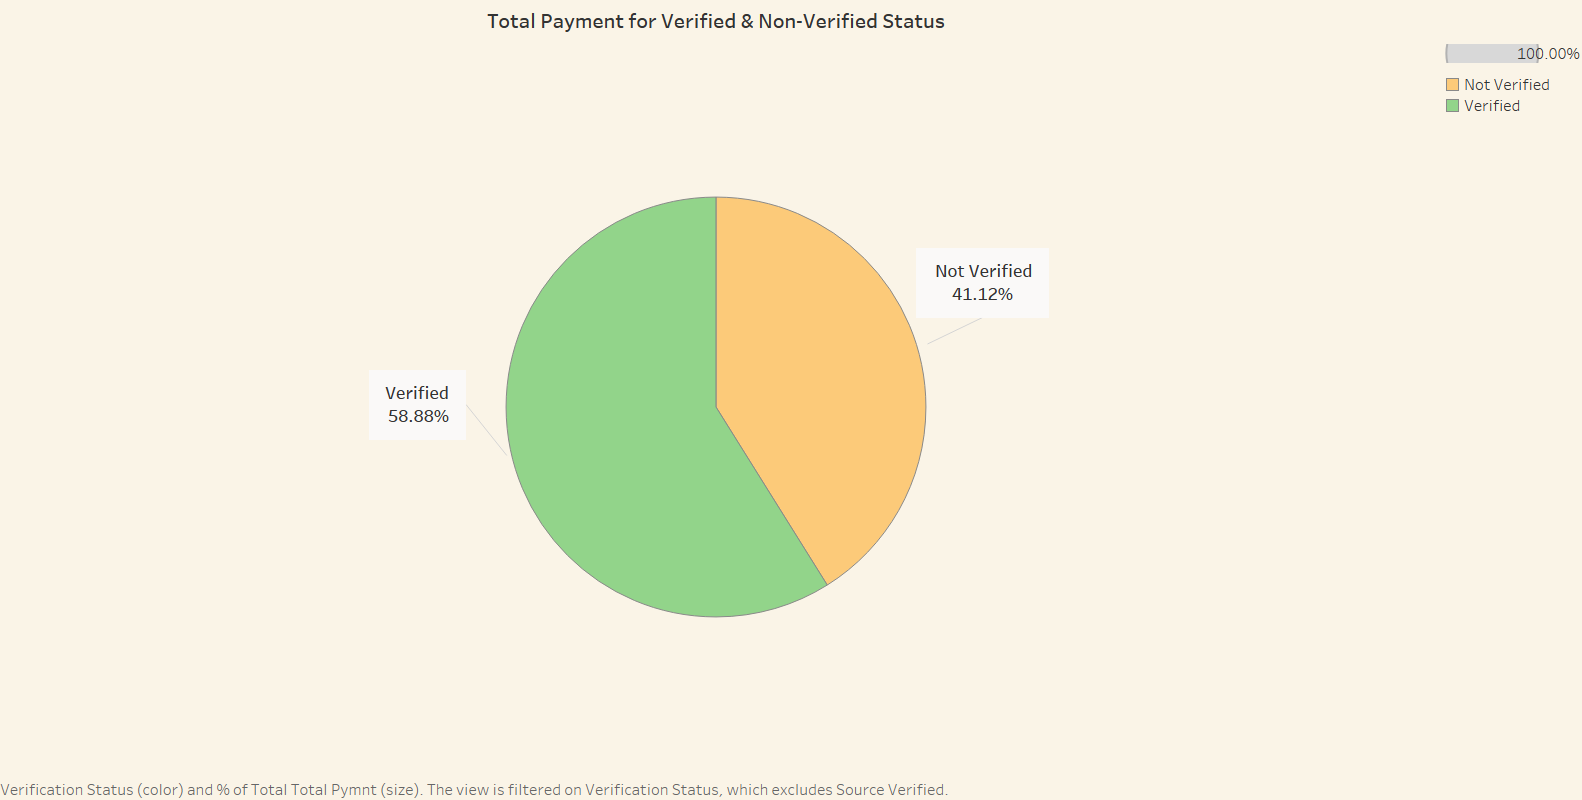 Total Payment for Verified & Non-Verified Status
100.00%
Not Verified
Verified
Not Verified
41.12%
Verified
58.88%
Verification Status (color) and % of Total Total Pymnt (size). The view is filtered on Verification Status, which excludes Source Verified.